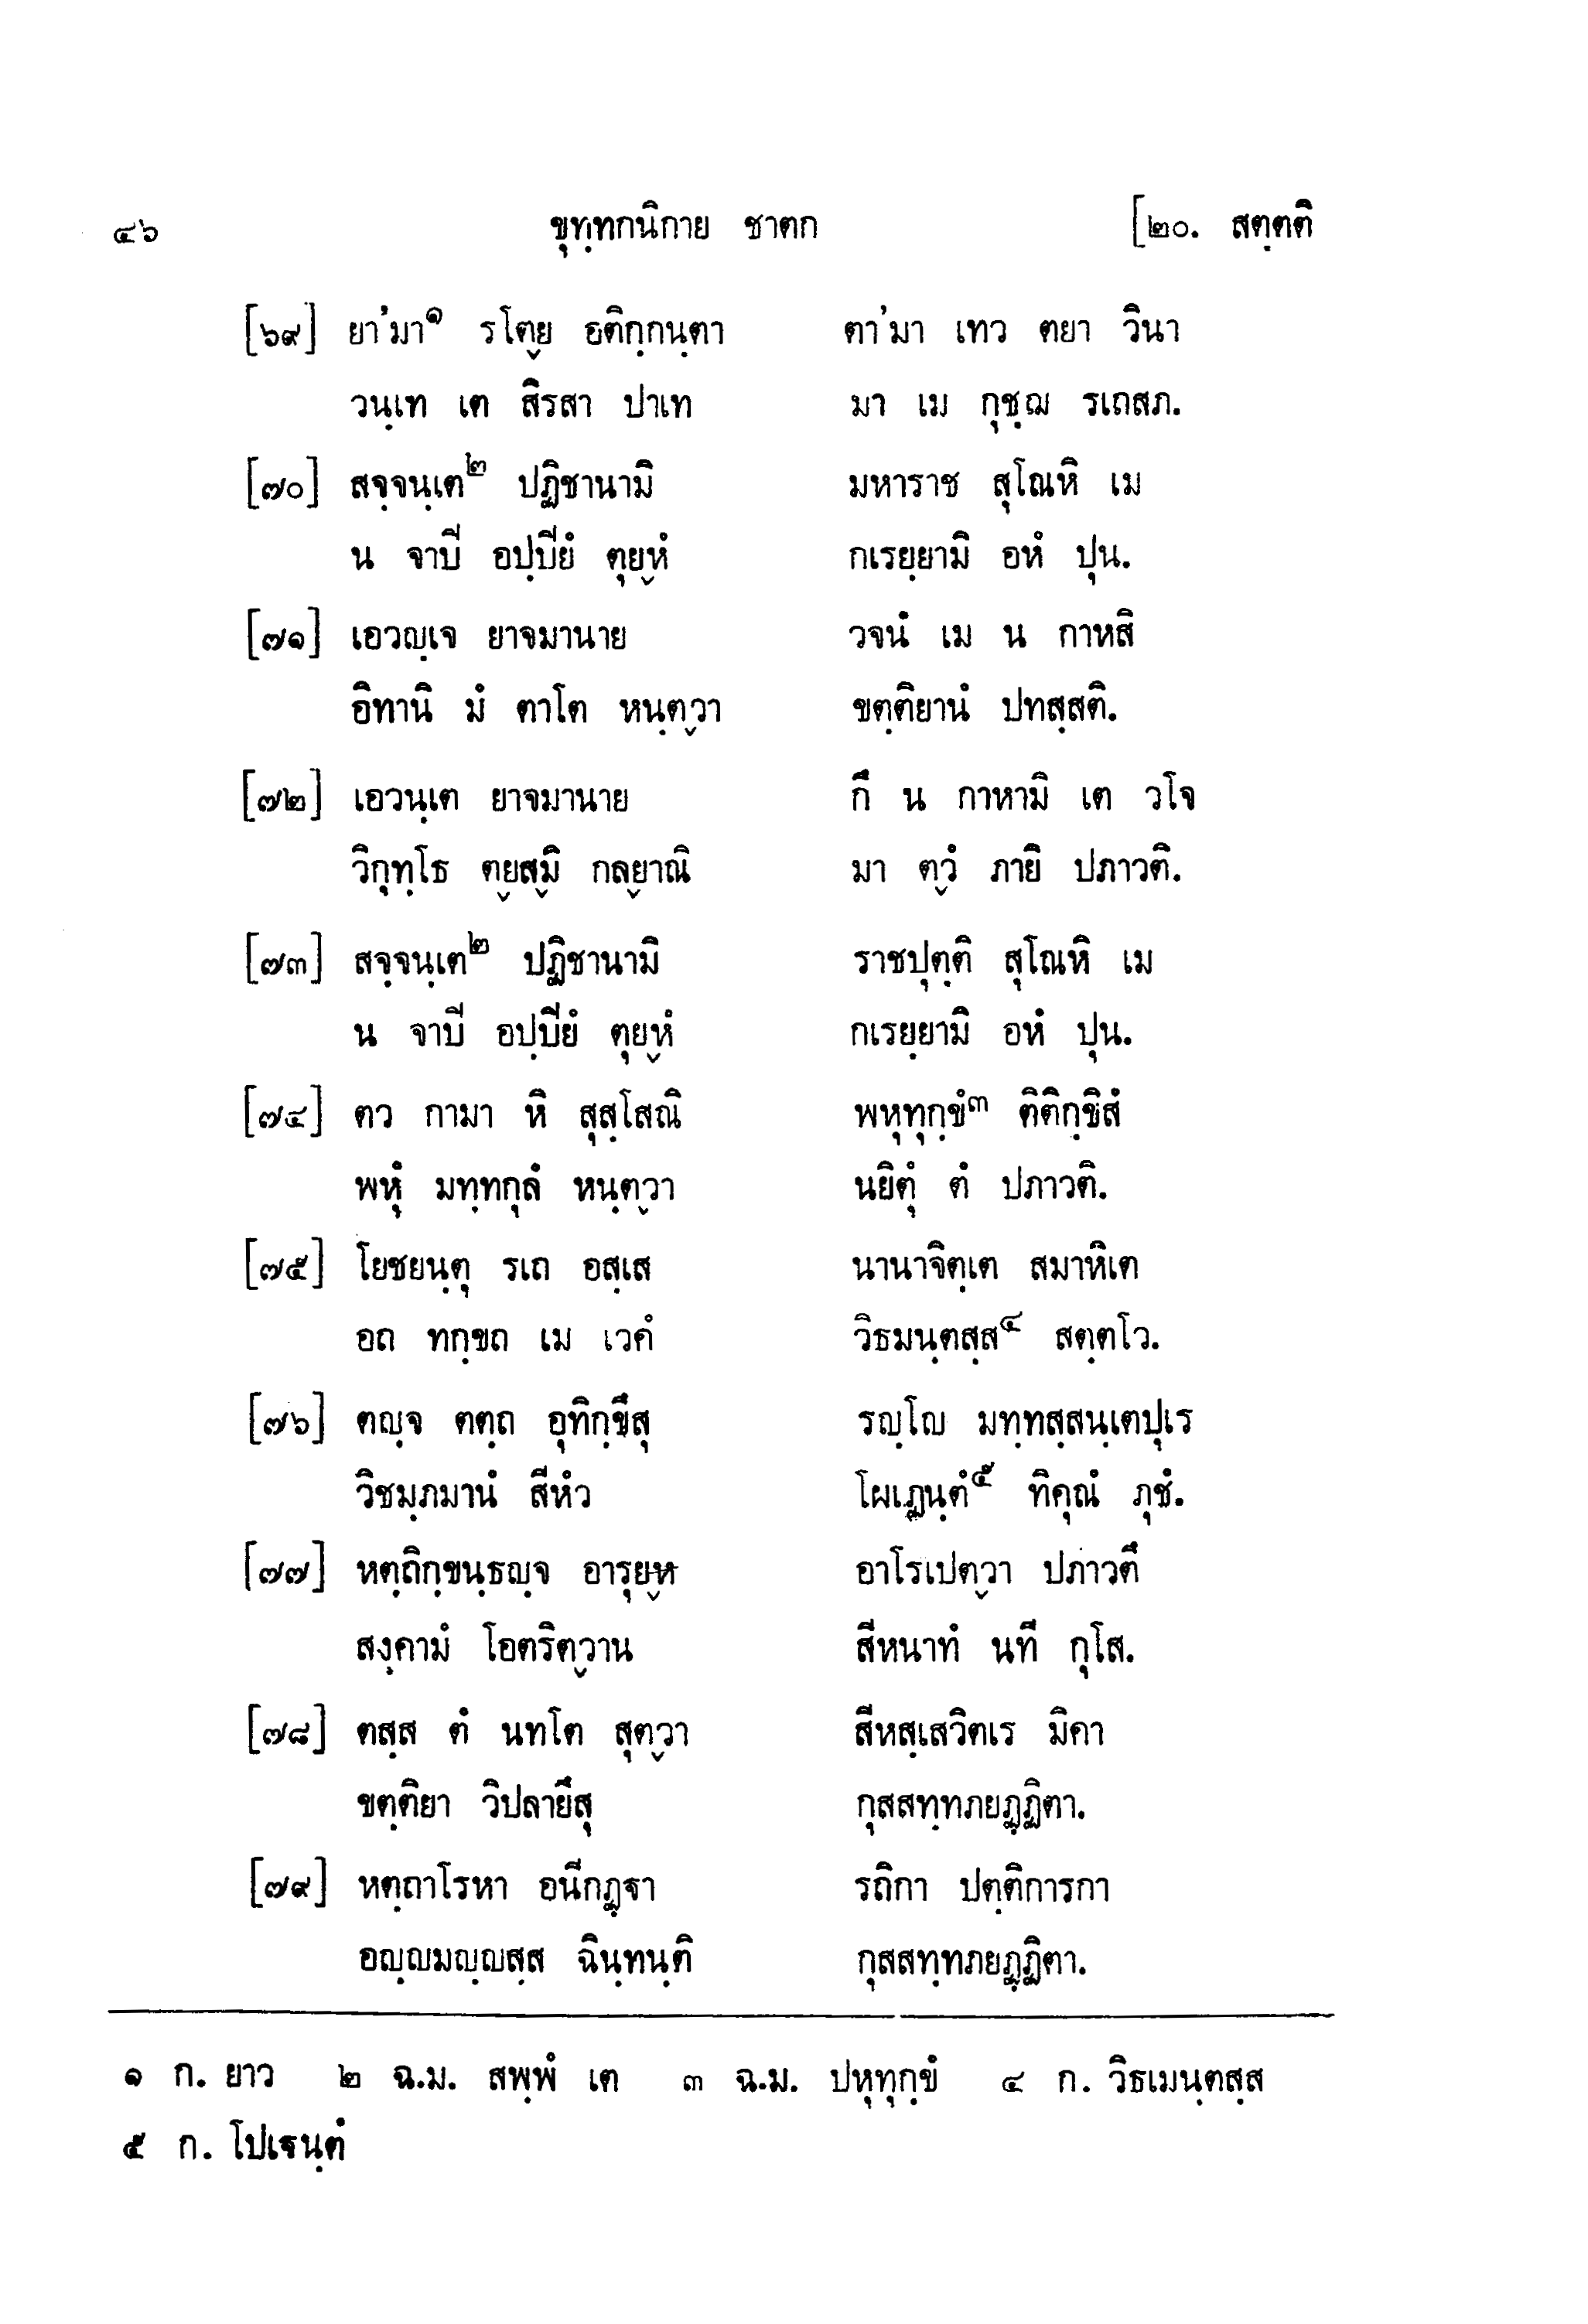 ๔๖ ขุทฺทกนิกาย ชาตก [๒๐. สตฺตติ
[๖๙] ยา'มา๑ รโต๎ย อติกฺกนฺตา ตา'มา เทว ตยา วินา
วนฺเท เต สิรสา ปาเท มา เม กุชฺฌ รเถสภ.
[๗๐] สจฺจนฺเต๒ ปฏิชานามิ มหาราช สุโณหิ เม
น จาปิ อปฺปิยํ ตุย๎หํ กเรยฺยามิ อหํ ปุน.
[๗๑] เอวญฺเจ ยาจมานาย วจนํ เม น กาหสิ
อิทานิ มํ ตาโต หนฺต๎วา ขตฺติยานํ ปทสฺสติ.
[๗๒] เอวนฺเต ยาจมานาย กึ น กาหามิ เต วโจ
วิกุทฺโธ ต๎ยส๎มิ กล๎ยาณิ มา ต๎วํ ภายิ ปภาวติ.
[๗๓] สจฺจนฺเต๒ ปฏิชานามิ ราชปุตฺติ สุโณหิ เม
น จาปิ อปฺปิยํ ตุย๎หํ กเรยฺยามิ อหํ ปุน.
[๗๔] ตว กามา หิ สุสฺโสณิ พหุทุกฺขํ๓ ติติกฺขิสํ
พหุํ มทฺทกุลํ หนฺต๎วา นยิตุํ ตํ ปภาวติ.
[๗๕] โยชยนฺตุ รเถ อสฺเส นานาจิตฺเต สมาหิเต
อถ ทกฺขถ เม เวคํ วิธมนฺตสฺส๔ สตฺตโว.
[๗๖] ตญฺจ ตตฺถ อุทิกฺขึสุ รญฺโญ มทฺทสฺสนฺเตปุเร
วิชมฺภมานํ สีหํว โผเฏนฺตํ๕ ทิคุณํ ภุชํ.
[๗๗] หตฺถิกฺขนฺธญฺจ อารุย๎ห อาโรเปต๎วา ปภาวตึ
สงฺคามํ โอตริต๎วาน สีหนาทํ นที กุโส.
[๗๘] ตสฺส ตํ นทโต สุต๎วา สีหสฺเสวิตเร มิคา
ขตฺติยา วิปลายึสุ กุสสทฺทภยฏฺฏิตา.
[๗๙] หตฺถาโรหา อนีกฏฺฐา รถิกา ปตฺติการกา
อญฺญมญฺญสฺส ฉินฺทนฺติ กุสสทฺทภยฏฺฏิตา.
๑ ก. ยาว ๒ ฉ.ม. สพฺพํ เต ๓ ฉ.ม. ปหุทุกฺขํ ๔ ก. วิธเมนฺตสฺส
๕ ก. โปเฐนฺตํ